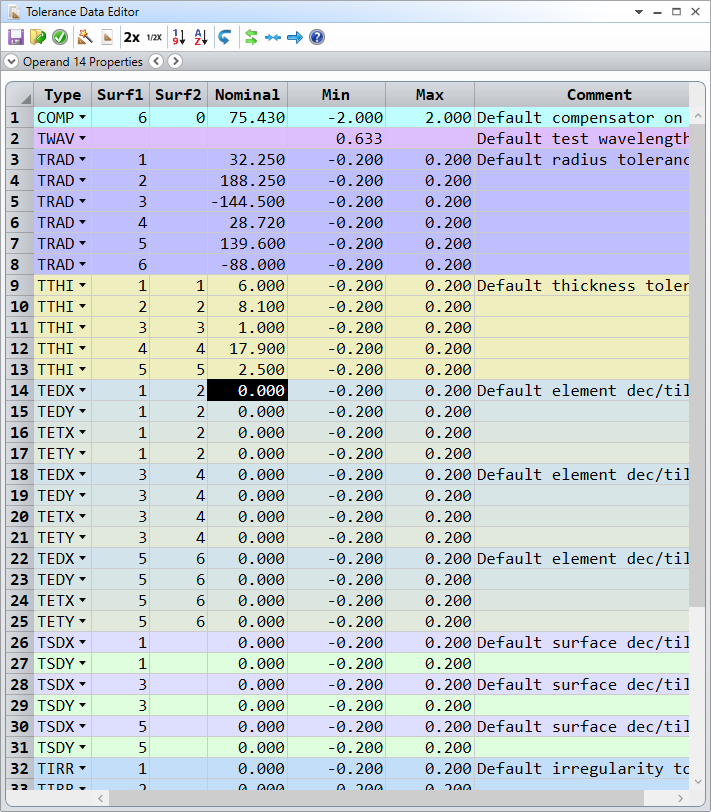 Tolerance Data Editor
2x 1/2X 1 9 A Z ?
Operand 14 Properties
Type Surf1 Surf2 Nominal Min Max Comment
1 COMP 6 0 75.430 -2.000 2.000 Default compensator on
2 TWAV 0.633 Default test wavelength
3 TRAD 1 32.250 -0.200 0.200 Default radius toleranc
4 TRAD 2 188.250 -0.200 0.200
5 TRAD 3 -144.500 -0.200 0.200
6 TRAD 4 28.720 -0.200 0.200
7 TRAD 5 139.600 -0.200 0.200
8 TRAD 6 -88.000 -0.200 0.200
9 TTHI 1 1 6.000 -0.200 0.200 Default thickness toler
10 TTHI 2 2 8.100 -0.200 0.200
11 TTHI 3 3 1.000 -0.200 0.200
12 TTHI 4 4 17.900 -0.200 0.200
13 TTHI 5 5 2.500 -0.200 0.200
14 TEDX 1 2 0.000 -0.200 0.200 Default element dec/til
15 TEDY 1 2 0.000 -0.200 0.200
16 TETX 1 2 0.000 -0.200 0.200
17 TETY 1 2 0.000 -0.200 0.200
18 TEDX 3 4 0.000 -0.200 0.200 Default element dec/til
19 TEDY 3 4 0.000 -0.200 0.200
20 TETX 3 4 0.000 -0.200 0.200
21 TETY 3 4 0.000 -0.200 0.200
22 TEDX 5 6 0.000 -0.200 0.200 Default element dec/til
23 TEDY 5 6 0.000 -0.200 0.200
24 TETX 5 6 0.000 -0.200 0.200
25 TETY 5 6 0.000 -0.200 0.200
26 TSDX 1 0.000 -0.200 0.200 Default surface dec/til
27 TSDY 1 0.000 -0.200 0.200
28 TSDX 3 0.000 -0.200 0.200 Default surface dec/til
29 TSDY 3 0.000 -0.200 0.200
30 TSDX 5 0.000 -0.200 0.200 Default surface dec/til
31 TSDY 5 0.000 -0.200 0.200
32 TIRR 1 0.000 -0.200 0.200 Default irregularity to
33 TIRR 2 0.000 -0.200 0.200